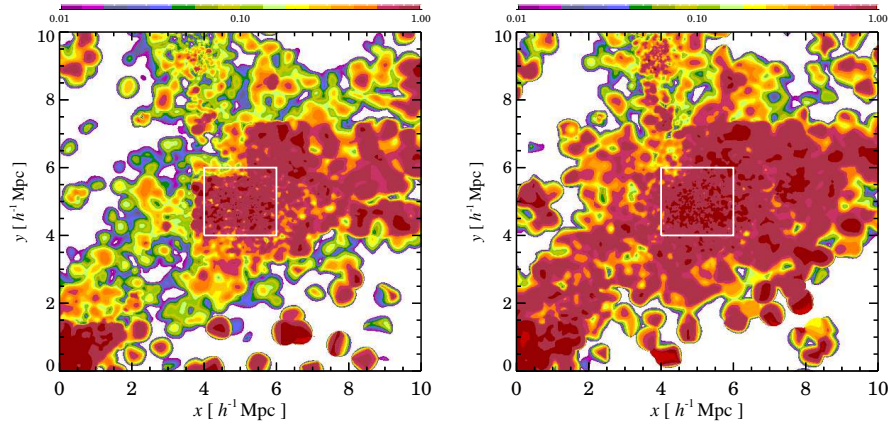 0.01 0.10 1.00 0.01 0.10 1.00
10 10
8 8
6 6
y [ h⁻¹ Mpc ] y [ h⁻¹ Mpc ]
4 4
2 2
0 0
0 2 4 6 8 10 0 2 4 6 8 10
x [ h⁻¹ Mpc ] x [ h⁻¹ Mpc ]